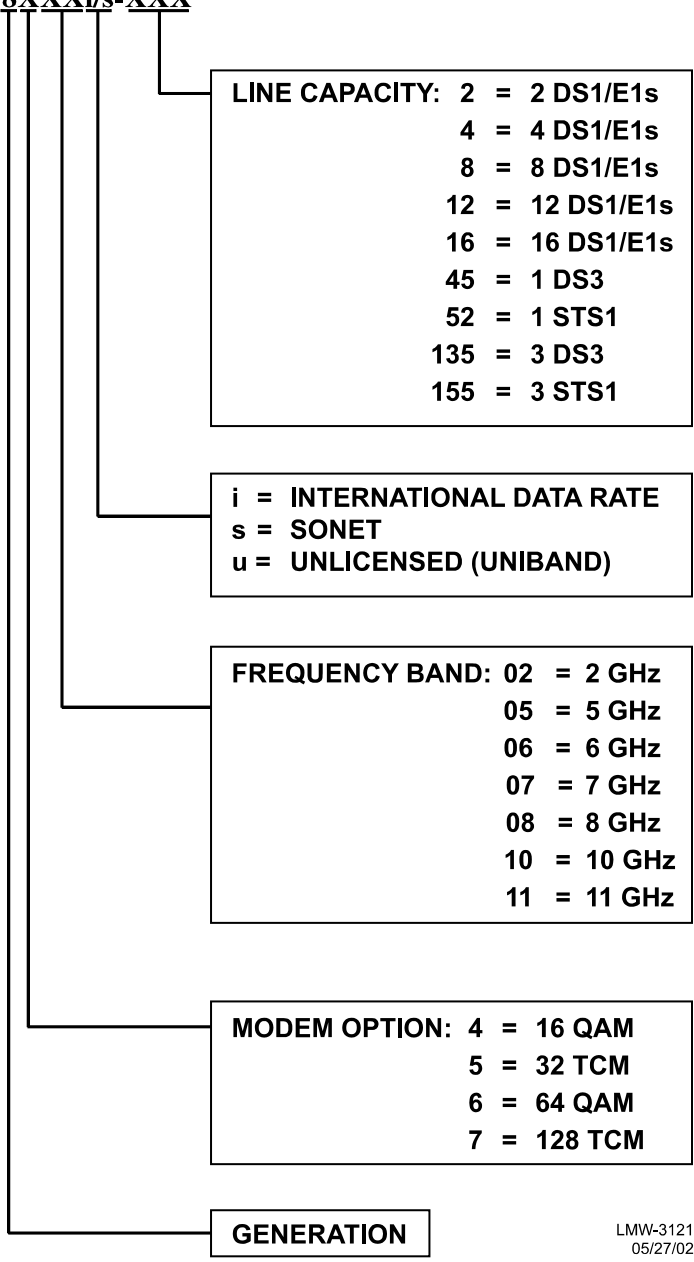 8XXXi/s-XXX
LINE CAPACITY: 2 = 2 DS1/E1s
4 = 4 DS1/E1s
8 = 8 DS1/E1s
12 = 12 DS1/E1s
16 = 16 DS1/E1s
45 = 1 DS3
52 = 1 STS1
135 = 3 DS3
155 = 3 STS1
i = INTERNATIONAL DATA RATE
s = SONET
u = UNLICENSED (UNIBAND)
FREQUENCY BAND: 02 = 2 GHz
05 = 5 GHz
06 = 6 GHz
07 = 7 GHz
08 = 8 GHz
10 = 10 GHz
11 = 11 GHz
MODEM OPTION: 4 = 16 QAM
5 = 32 TCM
6 = 64 QAM
7 = 128 TCM
GENERATION
LMW-3121
05/27/02